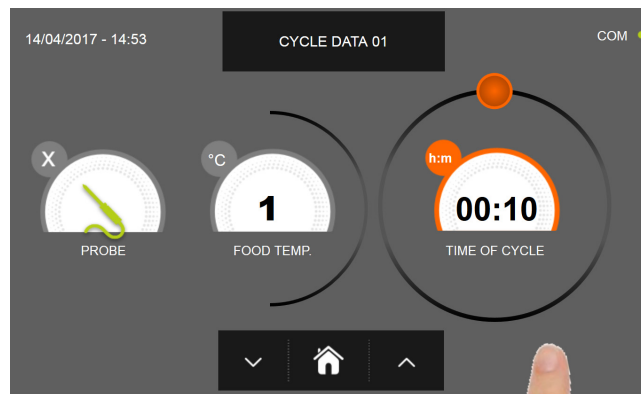 14/04/2017 - 14:53
CYCLE DATA 01
COM
X
°C
h:m
1
00:10
PROBE
FOOD TEMP.
TIME OF CYCLE